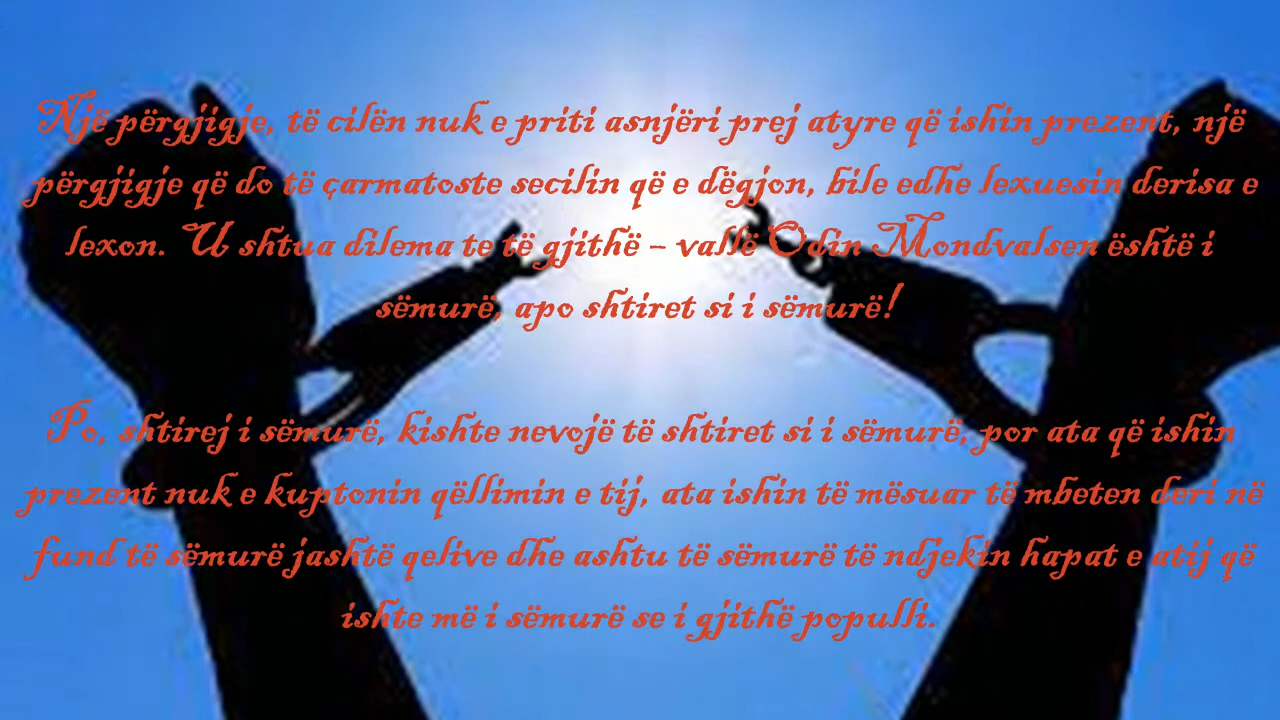 Një përgjigje, të cilën nuk e priti asnjëri prej atyre që ishin prezent, një
përgjigje që do të çarmatoste secilin që e dëgjon, bile edhe lexuesin derisa e
lexon. U shtua dilema te të gjithë – vallë Odin Mondvalsen është i
sëmurë, apo shtiret si i sëmurë!
Po, shtirej i sëmurë, kishte nevojë të shtiret si i sëmurë, por ata që ishin
prezent nuk e kuptonin qëllimin e tij, ata ishin të mësuar të mbeten deri në
fund të sëmurë jashtë qelive dhe ashtu të sëmurë të ndjekin hapat e atij që
ishte më i sëmurë se i gjithë populli.